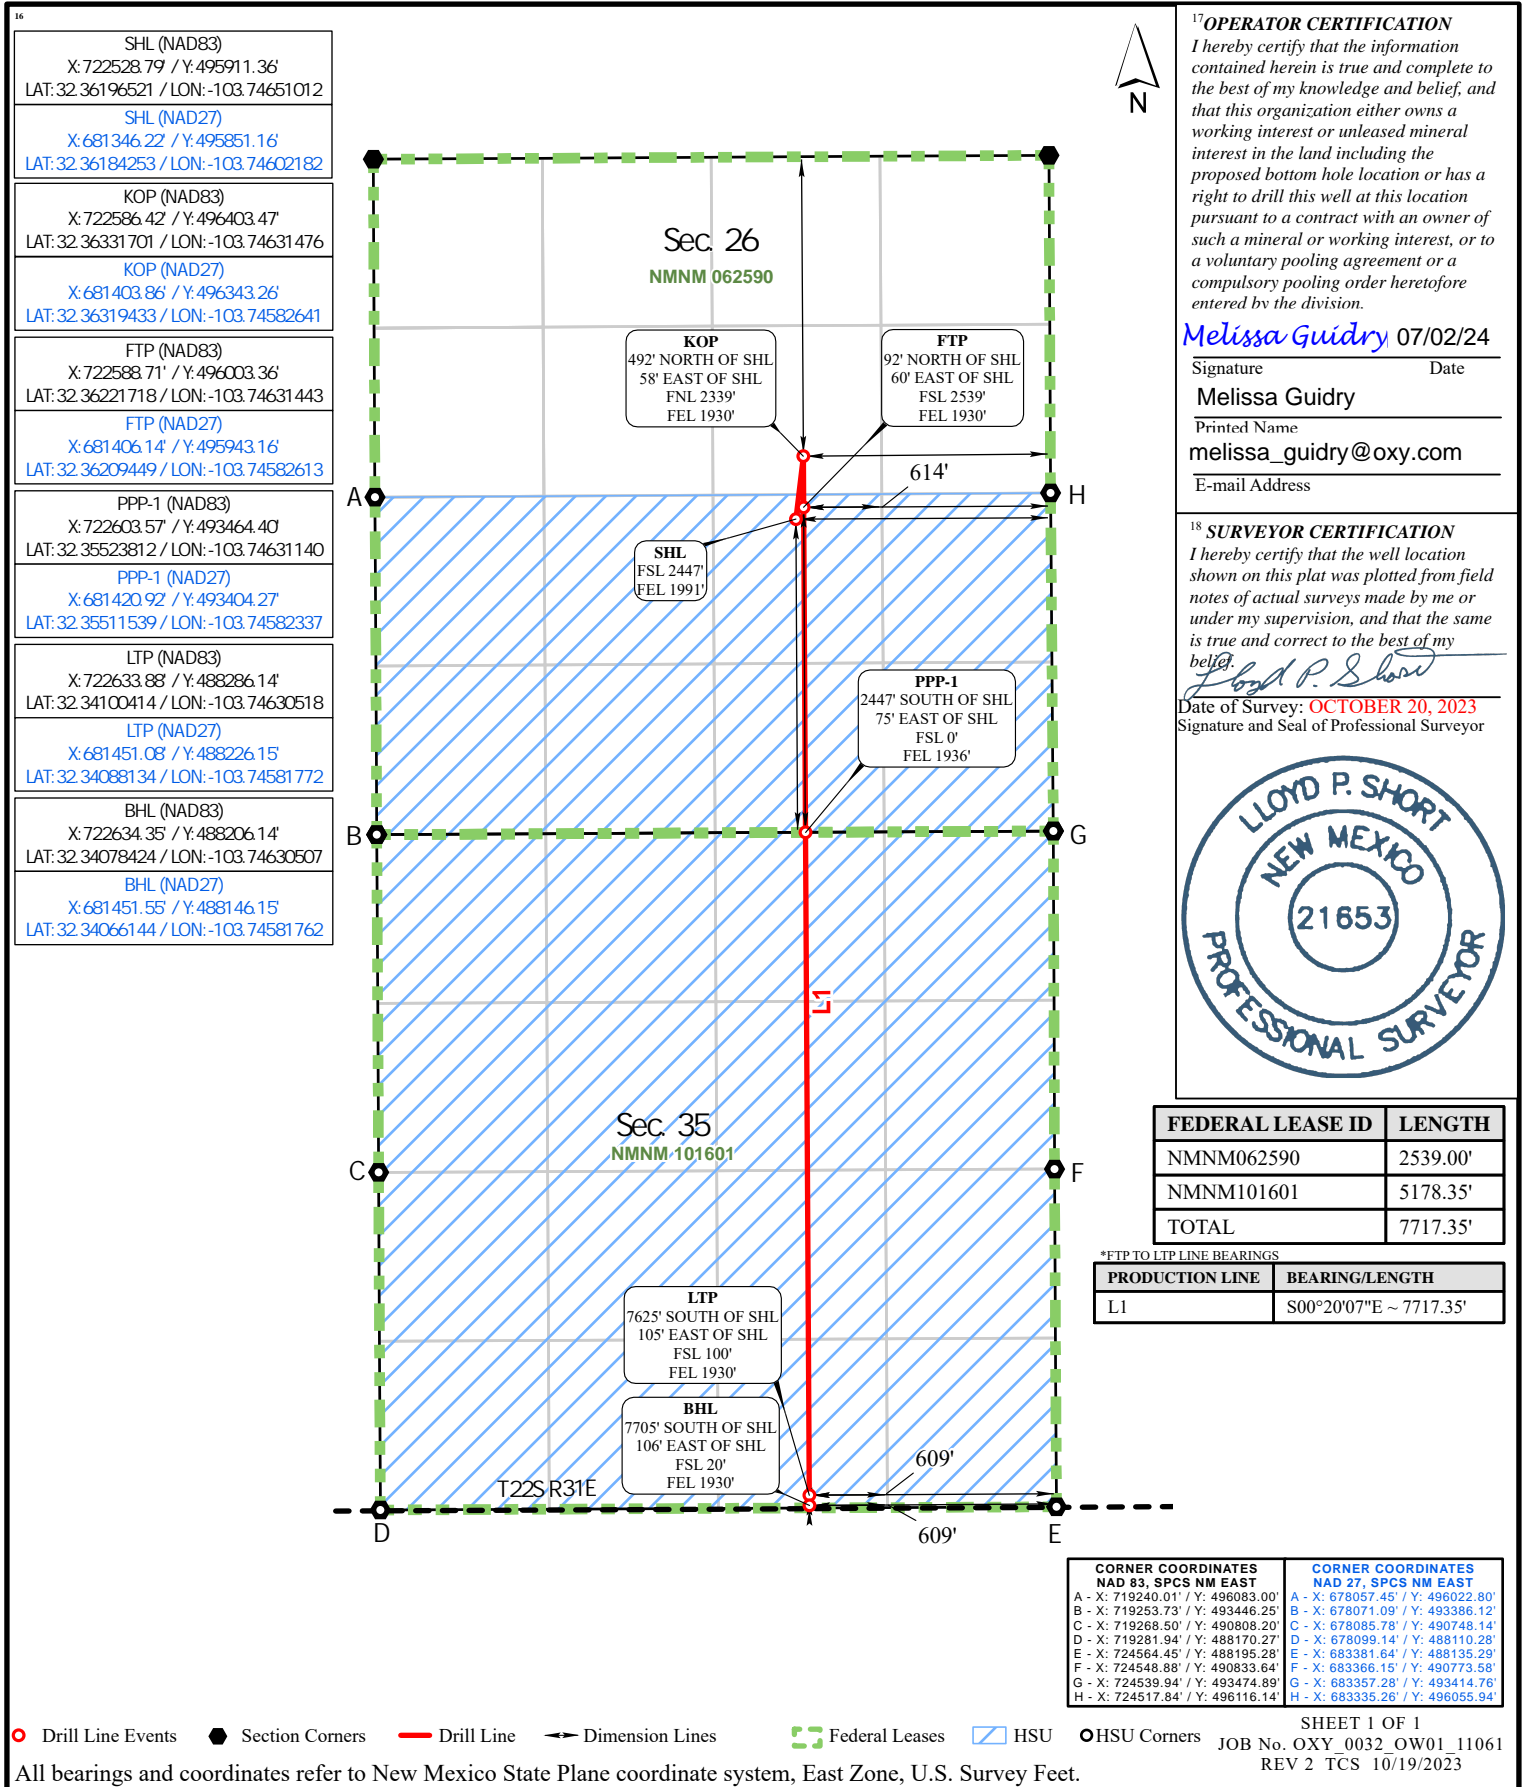 16
SHL (NAD83)
X:722528.79' / Y:495911.36'
LAT:32.36196521 / LON:-103.74651012
SHL (NAD27)
X:681346.22' / Y:495851.16'
LAT:32.36184253 / LON:-103.74602182
KOP (NAD83)
X:722586.42' / Y:496403.47'
LAT:32.36331701 / LON:-103.74631476
KOP (NAD27)
X:681403.86' / Y:496343.26'
LAT:32.36319433 / LON:-103.74582641
FTP (NAD83)
X:722588.71' / Y:496003.36'
LAT:32.36221718 / LON:-103.74631443
FTP (NAD27)
X:681406.14' / Y:495943.16'
LAT:32.36209449 / LON:-103.74582613
PPP-1 (NAD83)
X:722603.57' / Y:493464.40'
LAT:32.35523812 / LON:-103.74631140
PPP-1 (NAD27)
X:681420.92' / Y:493404.27'
LAT:32.35511539 / LON:-103.74582337
LTP (NAD83)
X:722633.88' / Y:488286.14'
LAT:32.34100414 / LON:-103.74630518
LTP (NAD27)
X:681451.08' / Y:488226.15'
LAT:32.34088134 / LON:-103.74581772
BHL (NAD83)
X:722634.35' / Y:488206.14'
LAT:32.34078424 / LON:-103.74630507
BHL (NAD27)
X:681451.55' / Y:488146.15'
LAT:32.34066144 / LON:-103.74581762
N
Sec. 26
NMNM 062590
KOP
492' NORTH OF SHL
58' EAST OF SHL
FNL 2339'
FEL 1930'
FTP
92' NORTH OF SHL
60' EAST OF SHL
FSL 2539'
FEL 1930'
614'
A
H
SHL
FSL 2447'
FEL 1991'
PPP-1
2447' SOUTH OF SHL
75' EAST OF SHL
FSL 0'
FEL 1936'
B
G
L1
Sec. 35
NMNM 101601
C
F
LTP
7625' SOUTH OF SHL
105' EAST OF SHL
FSL 100'
FEL 1930'
BHL
7705' SOUTH OF SHL
106' EAST OF SHL
FSL 20'
FEL 1930'
609'
T22S R31E
609'
D
E
17 OPERATOR CERTIFICATION
I hereby certify that the information
contained herein is true and complete to
the best of my knowledge and belief, and
that this organization either owns a
working interest or unleased mineral
interest in the land including the
proposed bottom hole location or has a
right to drill this well at this location
pursuant to a contract with an owner of
such a mineral or working interest, or to
a voluntary pooling agreement or a
compulsory pooling order heretofore
entered by the division.
Melissa Guidry 07/02/24
Signature Date
Melissa Guidry
Printed Name
melissa_guidry@oxy.com
E-mail Address
18 SURVEYOR CERTIFICATION
I hereby certify that the well location
shown on this plat was plotted from field
notes of actual surveys made by me or
under my supervision, and that the same
is true and correct to the best of my
belief.
Lloyd P. Short
Date of Survey: OCTOBER 20, 2023
Signature and Seal of Professional Surveyor
LLOYD P. SHORT
NEW MEXICO
21653
PROFESSIONAL SURVEYOR
FEDERAL LEASE ID LENGTH
NMNM062590 2539.00'
NMNM101601 5178.35'
TOTAL 7717.35'
*FTP TO LTP LINE BEARINGS
PRODUCTION LINE BEARING/LENGTH
L1 S00°20'07"E ~ 7717.35'
CORNER COORDINATES
NAD 83, SPCS NM EAST
A - X: 719240.01' / Y: 496083.00'
B - X: 719253.73' / Y: 493446.25'
C - X: 719268.50' / Y: 490808.20'
D - X: 719281.94' / Y: 488170.27'
E - X: 724564.45' / Y: 488195.28'
F - X: 724548.88' / Y: 490833.64'
G - X: 724539.94' / Y: 493474.89'
H - X: 724517.84' / Y: 496116.14'
CORNER COORDINATES
NAD 27, SPCS NM EAST
A - X: 678057.45' / Y: 496022.80'
B - X: 678071.09' / Y: 493386.12'
C - X: 678085.78' / Y: 490748.14'
D - X: 678099.14' / Y: 488110.28'
E - X: 683381.64' / Y: 488135.29'
F - X: 683366.15' / Y: 490773.58'
G - X: 683357.28' / Y: 493414.76'
H - X: 683335.26' / Y: 496055.94'
Drill Line Events Section Corners Drill Line Dimension Lines Federal Leases HSU HSU Corners
SHEET 1 OF 1
JOB No. OXY_0032_OW01_11061
REV 2 TCS 10/19/2023
All bearings and coordinates refer to New Mexico State Plane coordinate system, East Zone, U.S. Survey Feet.